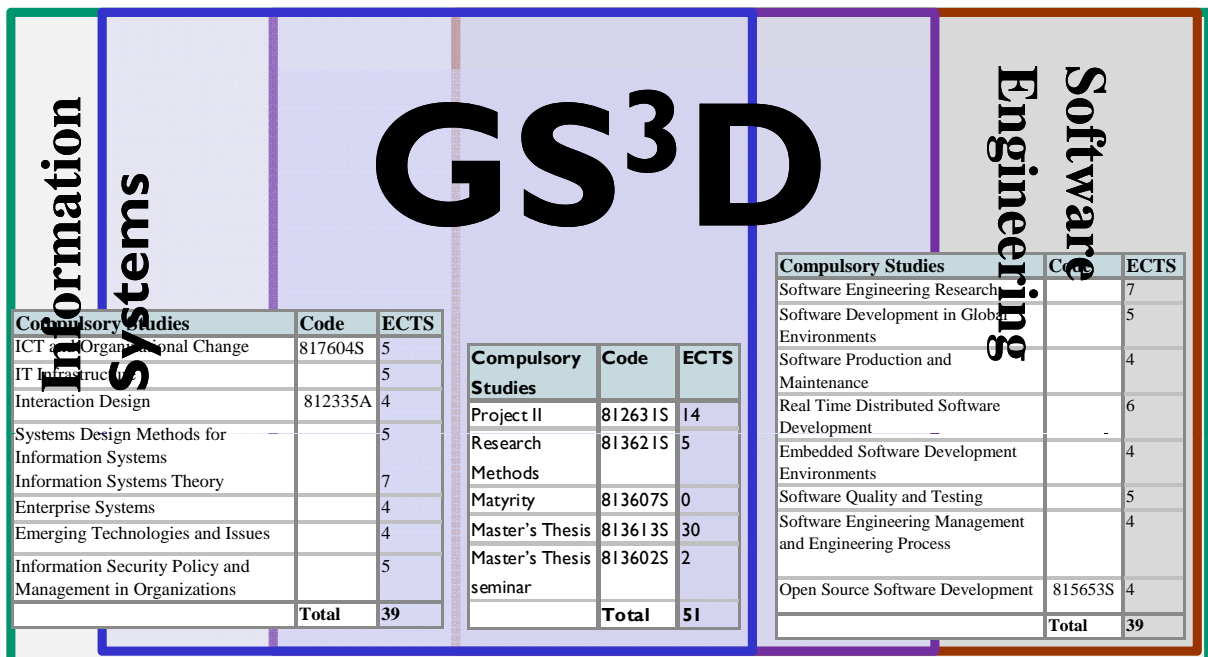 Information
Systems
GS³D
Software
Engineering
Compulsory Studies Code ECTS
ICT and Organizational Change 817604S 5
IT Infrastructure 5
Interaction Design 812335A 4
Systems Design Methods for 5
Information Systems
Information Systems Theory 7
Enterprise Systems 4
Emerging Technologies and Issues 4
Information Security Policy and 5
Management in Organizations
Total 39
Compulsory Code ECTS
Studies
Project II 812631S 14
Research 813621S 5
Methods
Matyrity 813607S 0
Master's Thesis 813613S 30
Master's Thesis 813602S 2
seminar
Total 51
Compulsory Studies Code ECTS
Software Engineering Research 7
Software Development in Global 5
Environments
Software Production and 4
Maintenance
Real Time Distributed Software 6
Development
Embedded Software Development 4
Environments
Software Quality and Testing 5
Software Engineering Management 4
and Engineering Process
Open Source Software Development 815653S 4
Total 39